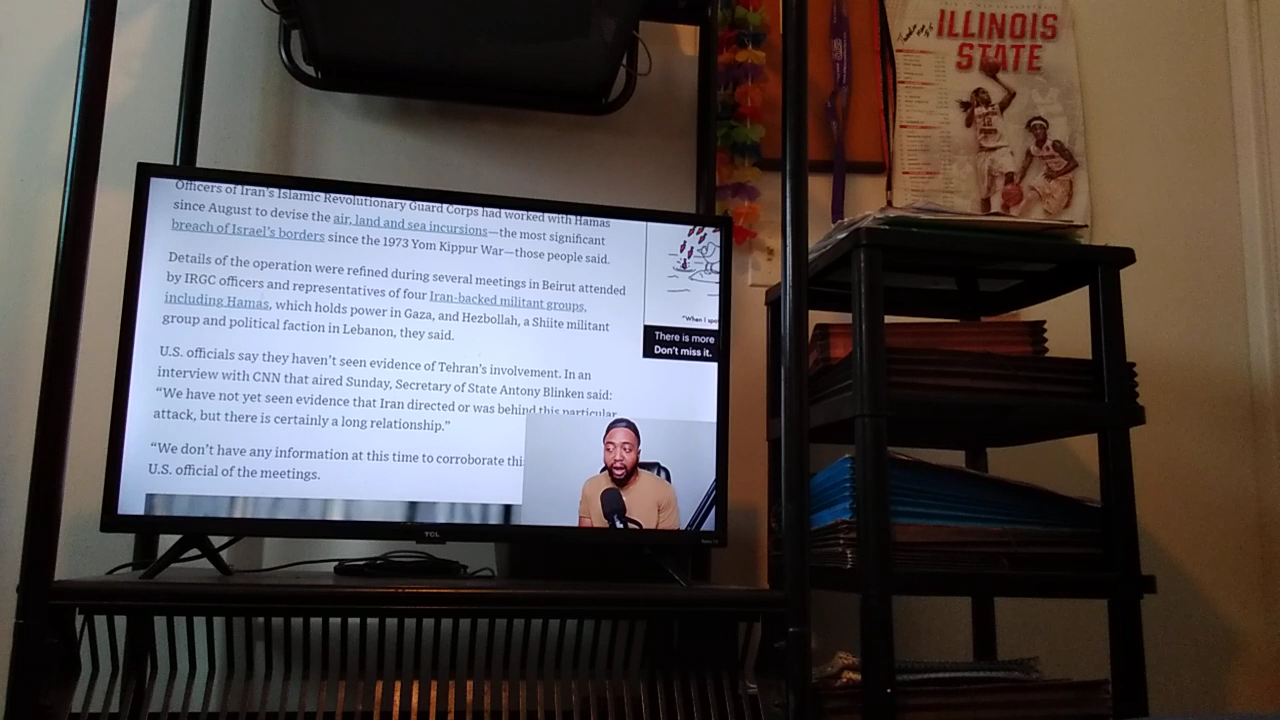 Officers of Iran's Islamic Revolutionary Guard Corps had worked with Hamas
since August to devise the air, land and sea incursions—the most significant
breach of Israel's borders since the 1973 Yom Kippur War—those people said.
Details of the operation were refined during several meetings in Beirut attended
by IRGC officers and representatives of four Iran-backed militant groups,
including Hamas, which holds power in Gaza, and Hezbollah, a Shiite militant
group and political faction in Lebanon, they said.
U.S. officials say they haven't seen evidence of Tehran's involvement. In an
interview with CNN that aired Sunday, Secretary of State Antony Blinken said:
“We have not yet seen evidence that Iran directed or was behind this particular
attack, but there is certainly a long relationship.”
“We don't have any information at this time to corroborate this
U.S. official of the meetings.
"When I spo
There is more
Don't miss it.
TCL
ILLINOIS
STATE